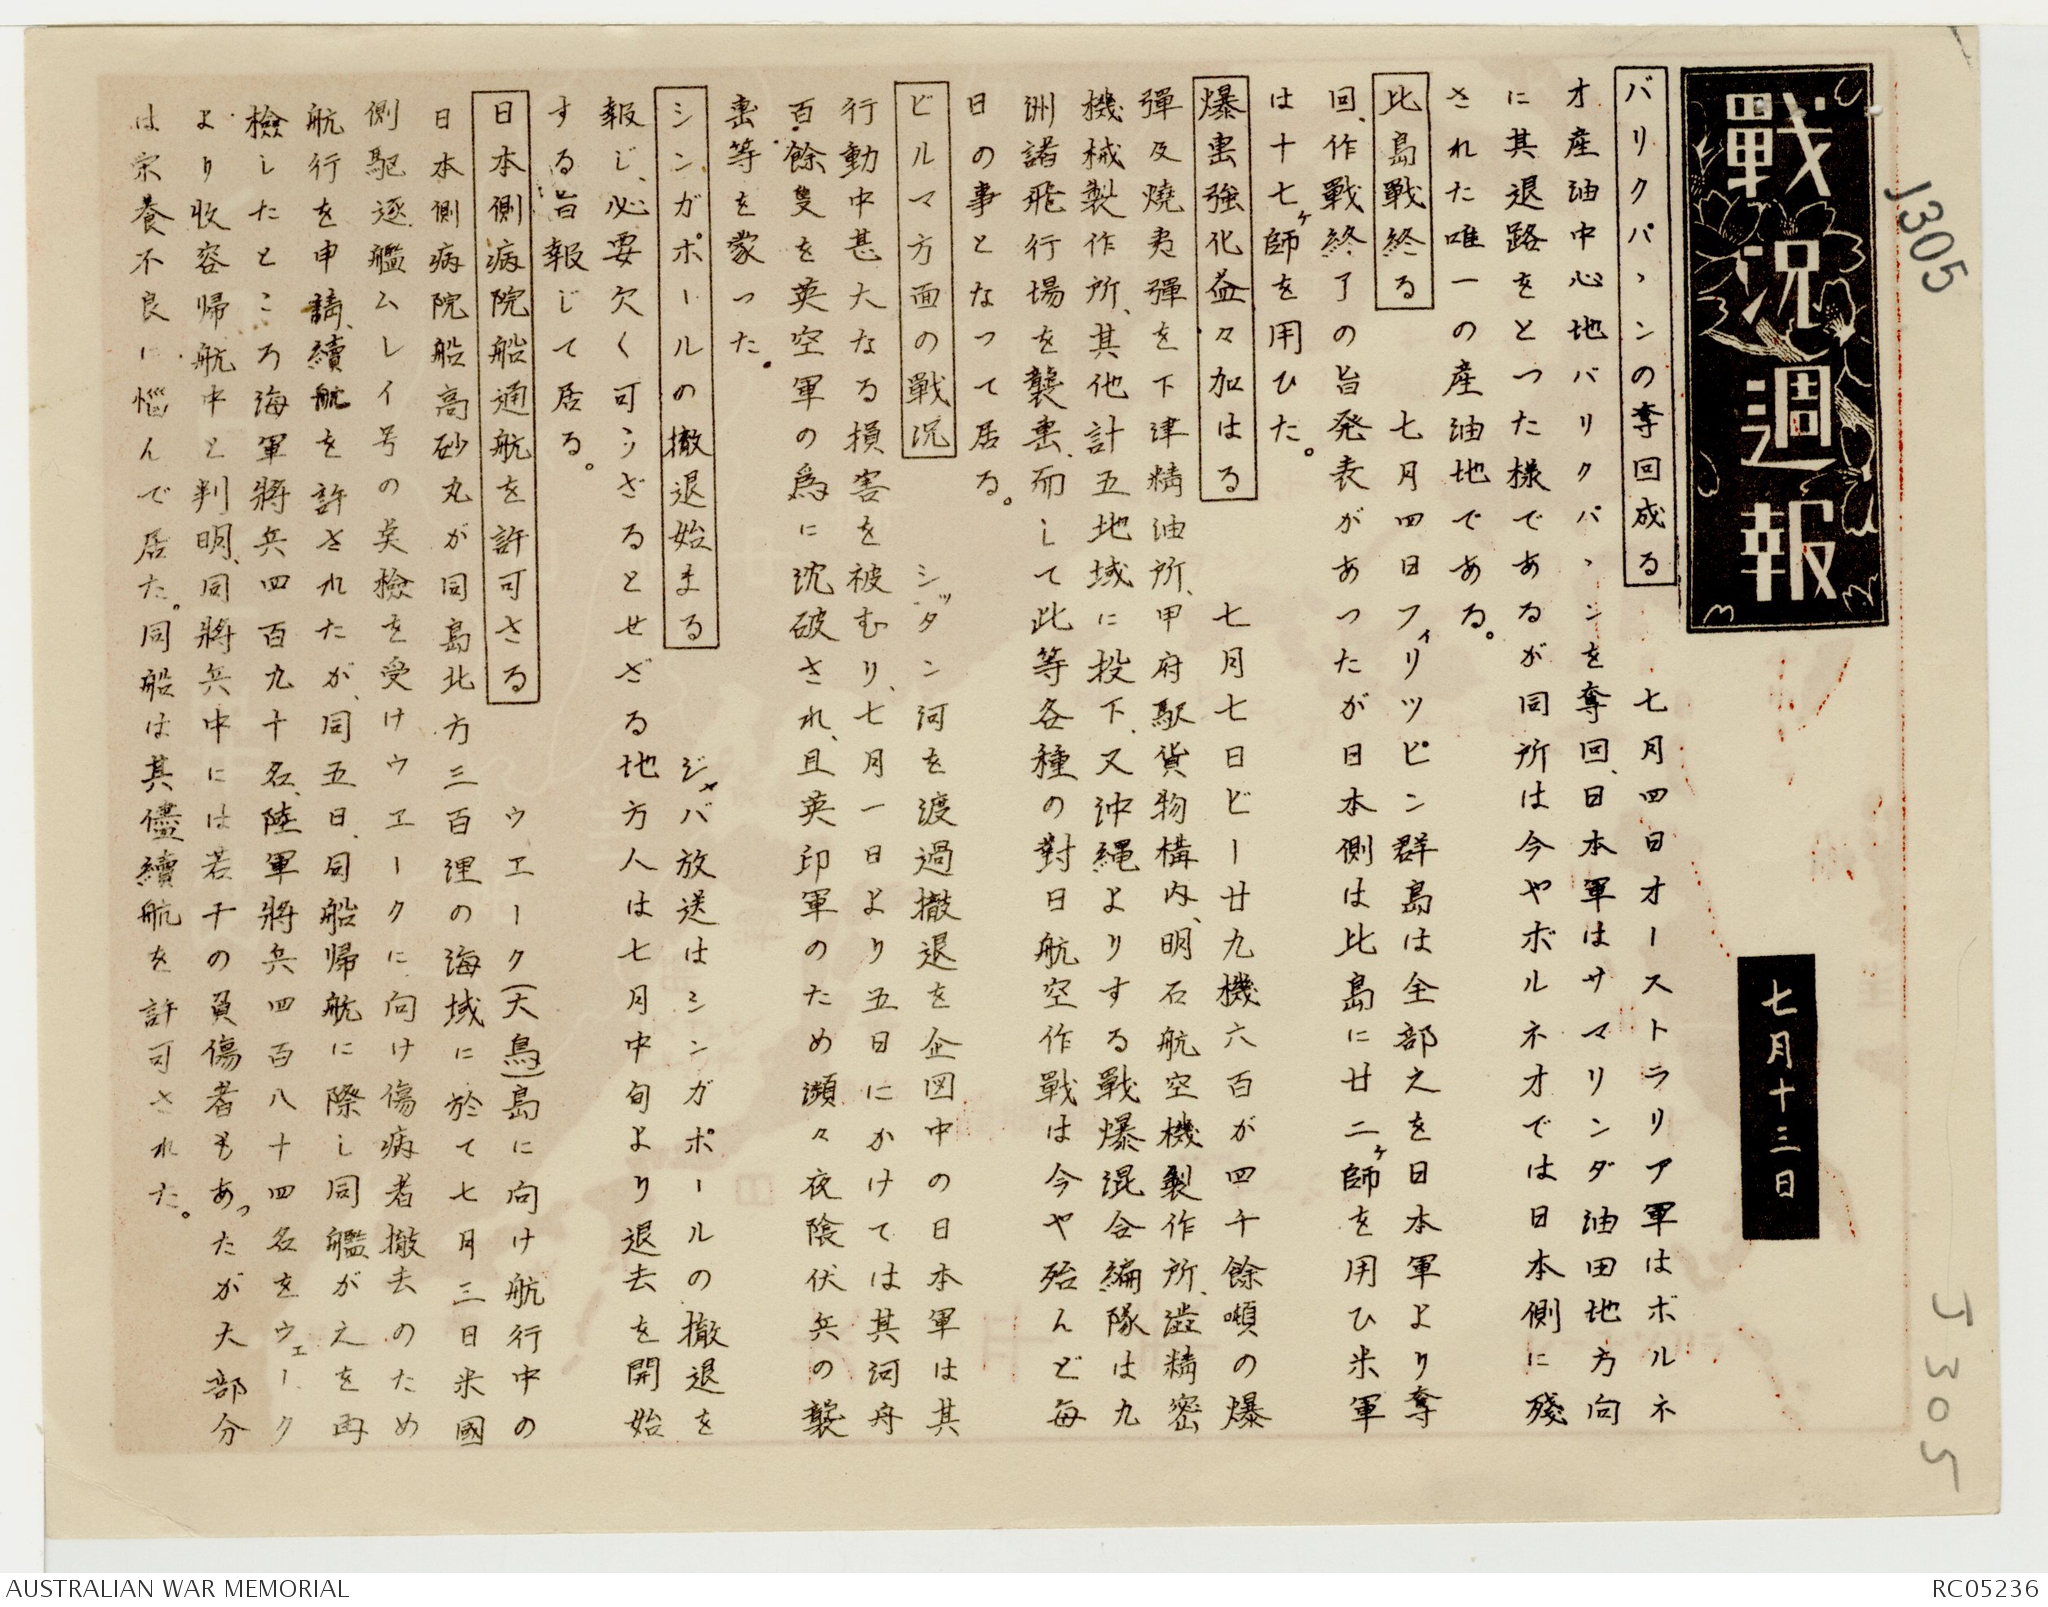 戰況週報
七月十三日
バリクパヽンの奪回成る 七月四日オーストラリア軍はボルネ
オ産油中心地バリクパヽンを奪回、日本軍はサマリンダ油田地方向
に其退路をとつた様であるが同所は今やボルネオでは日本側に殘
された唯一の産油地である。
比島戰終る 七月四日フィリツピン群島は全部之を日本軍より奪
回、作戰終了の旨発表があつたが日本側は比島に廿二ヶ師を用ひ米軍
は十七ヶ師を用ひた。
爆撃強化益々加はる 七月七日ビー廿九機六百が四千餘噸の爆
彈及燒夷彈を下津精油所、甲府駅貨物構内、明石航空機製作所、澁精密
機械製作所、其他計五地域に投下、又沖縄よりする戰爆混合編隊は九
洲諸飛行場を襲撃、而して此等各種の對日航空作戰は今や殆んど毎
日の事となつて居る。
ビルマ方面の戰況 シッタン河を渡過撤退を企図中の日本軍は其
行動中甚大なる損害を被むり、七月一日より五日にかけては其河舟
百餘隻を英空軍の爲に沈破され、且英印軍のため瀕々夜陰伏兵の襲
撃等を蒙つた。
シンガポールの撤退始まる ジャバ放送はシンガポールの撤退を
報じ、必要欠く可らざるとせざる地方人は七月中旬より退去を開始
する旨報じて居る。
日本側病院船通航を許可さる ウエーク(大鳥)島に向け航行中の
日本側病院船高砂丸が同島北方三百浬の海域に於て七月三日米國
側駆逐艦ムレイ号の臭檢を受けウエークに向け傷病者撤去のため
航行を申請、續航を許されたが、同五日、同船帰航に際し同艦が之を再
檢したところ海軍將兵四百九十名、陸軍將兵四百八十四名をウェーク
より收容帰航中と判明、同將兵中には若干の負傷者もあつたが大部分
は栄養不良に惱んで居た。同船は其儘續航を許可された。
J305
J305
AUSTRALIAN WAR MEMORIAL
RC05236